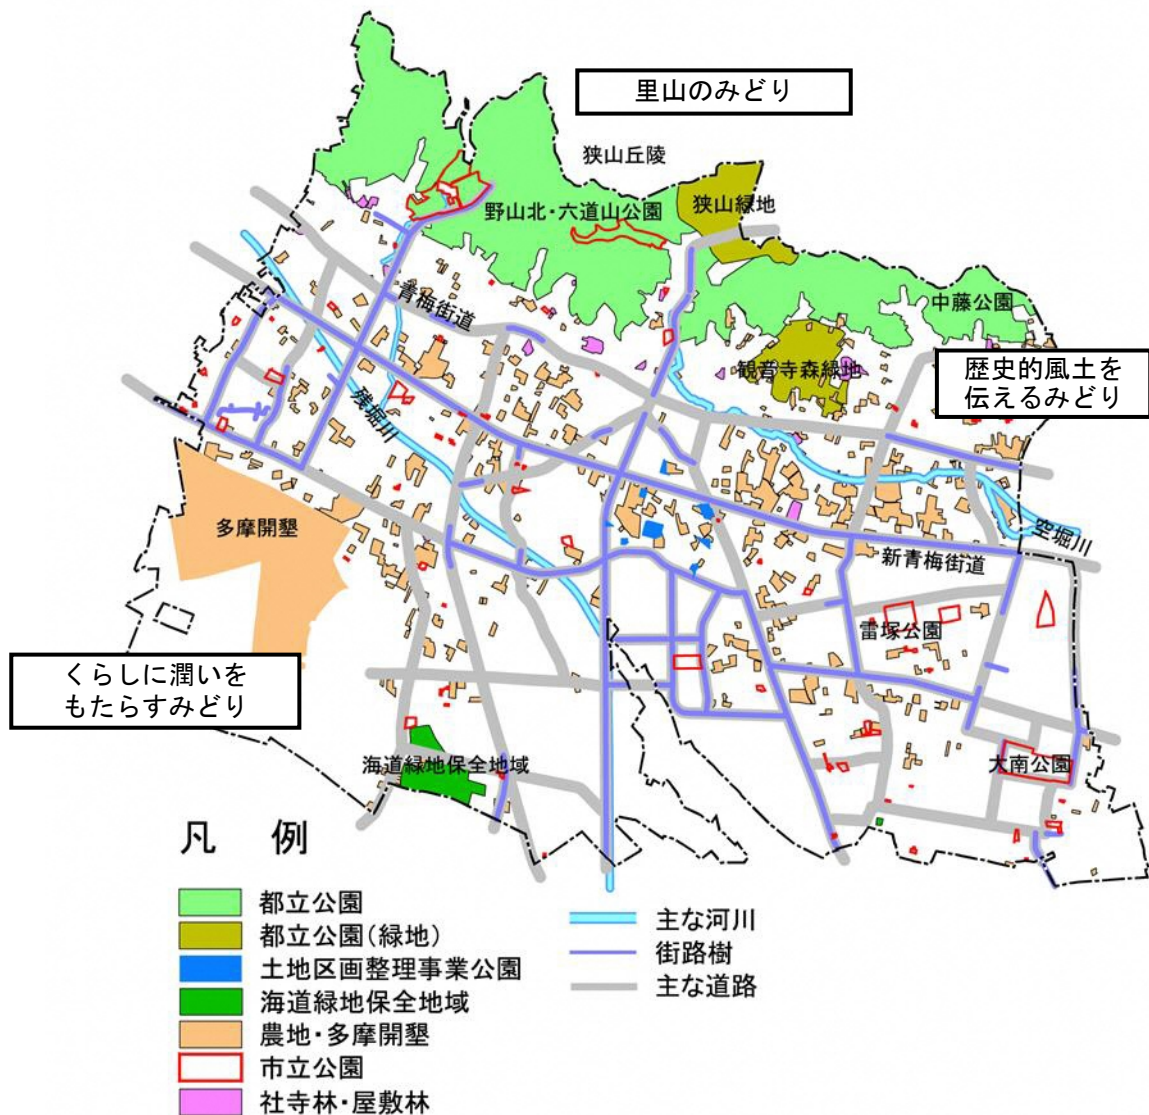 里山のみどり
狭山丘陵
狭山緑地
野山北・六道山公園
中藤公園
青梅街道
観音寺森緑地
歴史的風土を
伝えるみどり
残堀川
多摩開墾
空堀川
新青梅街道
雷塚公園
くらしに潤いを
もたらすみどり
海道緑地保全地域
大南公園
凡 例
都立公園
都立公園(緑地)
土地区画整理事業公園
海道緑地保全地域
農地・多摩開墾
市立公園
社寺林・屋敷林
主な河川
街路樹
主な道路